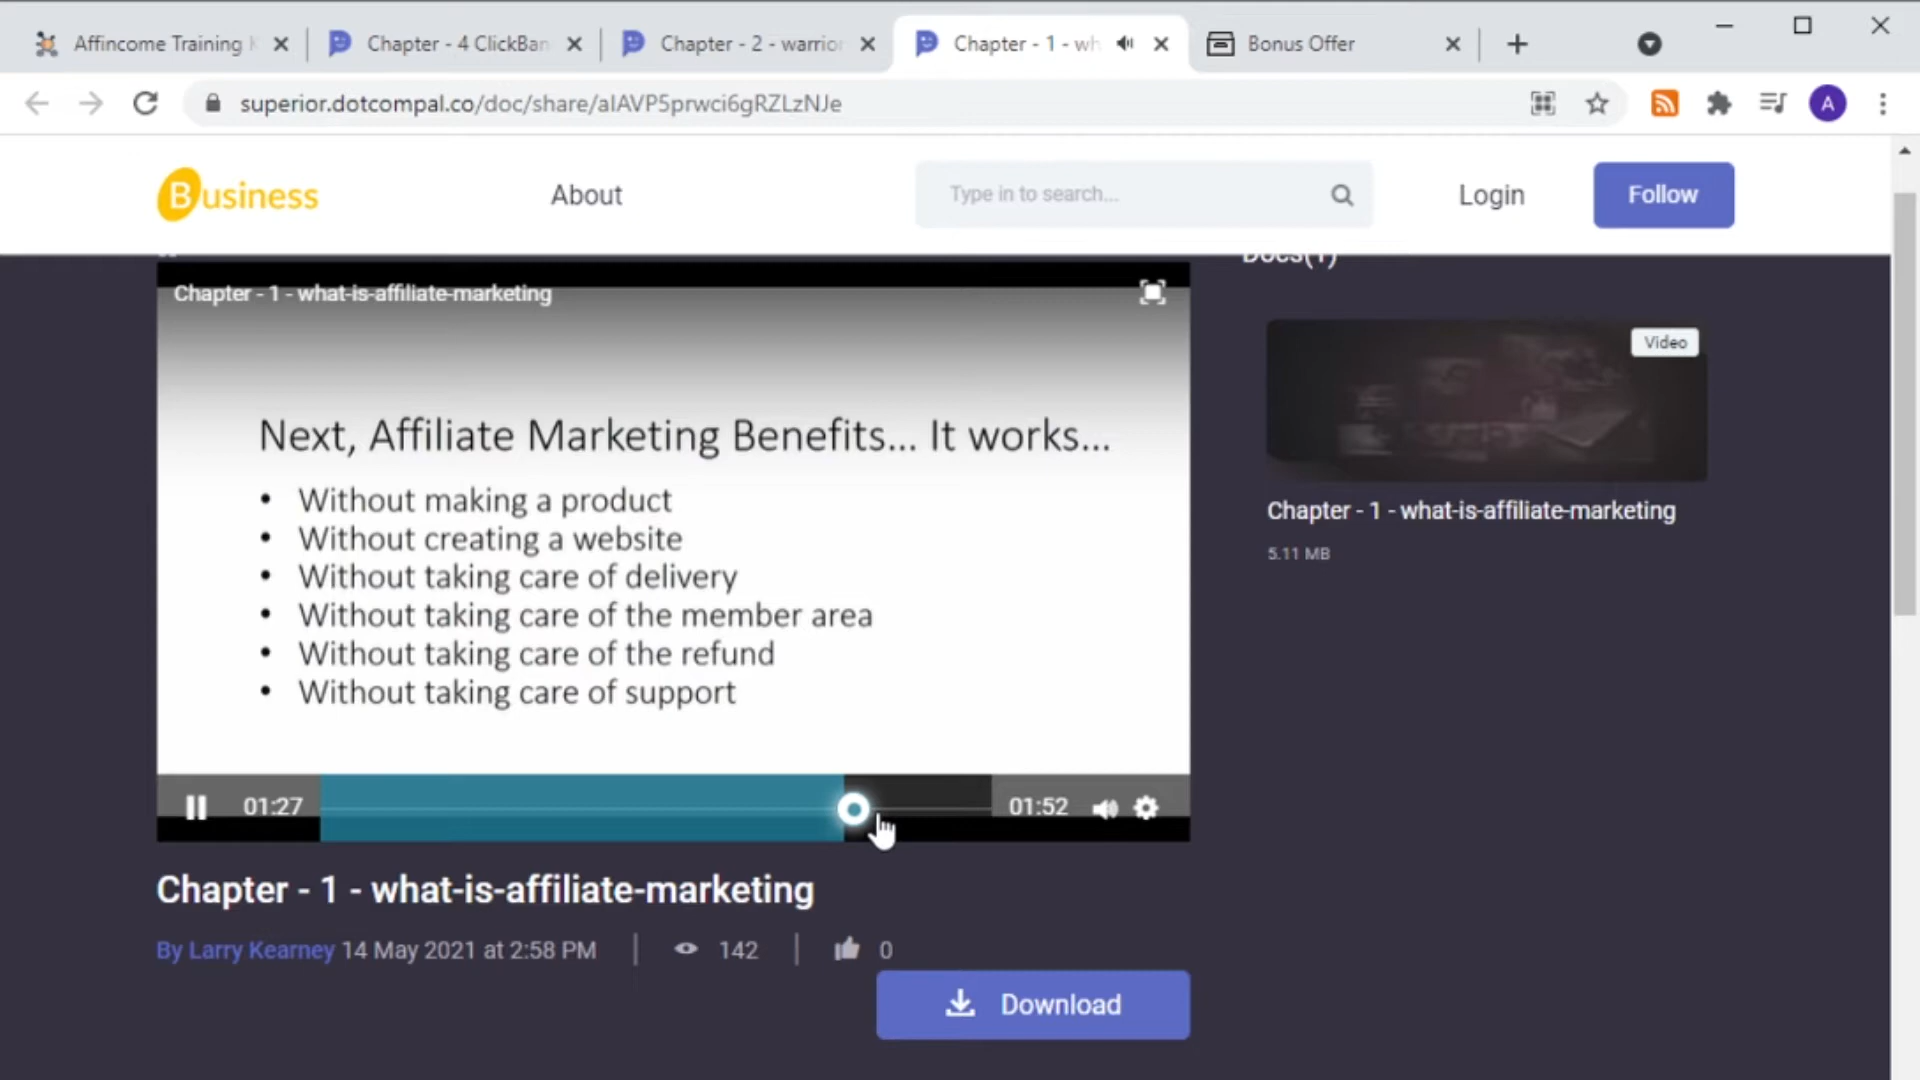 Affincome Training K
Chapter - 4 ClickBan
Chapter - 2 - warrior
Chapter - 1 - wh
Bonus Offer
superior.dotcompal.co/doc/share/aIAVP5prwci6gRZLzNJe
A
Business
About
Type in to search...
Login
Follow
Docs(1)
Chapter - 1 - what-is-affiliate-marketing
Video
Next, Affiliate Marketing Benefits... It works...
• Without making a product
• Without creating a website
• Without taking care of delivery
• Without taking care of the member area
• Without taking care of the refund
• Without taking care of support
Chapter - 1 - what-is-affiliate-marketing
5.11 MB
01:27
01:52
Chapter - 1 - what-is-affiliate-marketing
By Larry Kearney 14 May 2021 at 2:58 PM | 142 | 0
Download